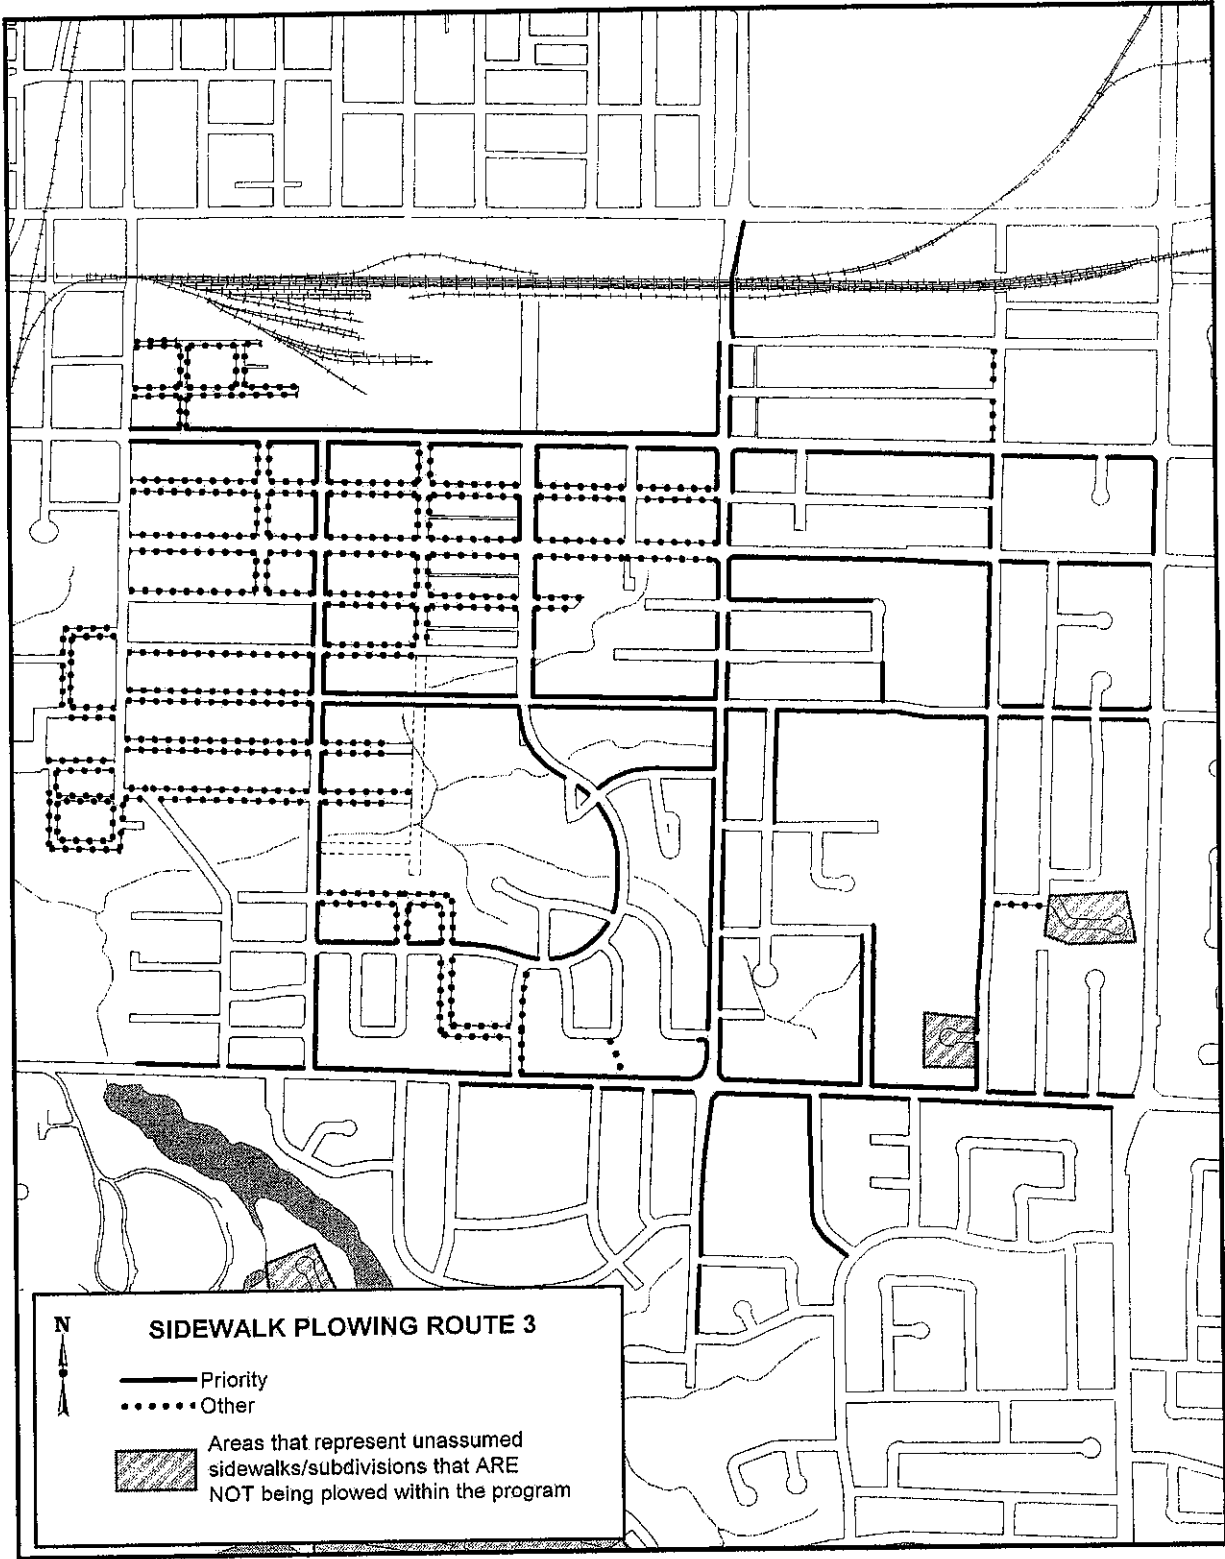 N
SIDEWALK PLOWING ROUTE 3
Priority
Other
Areas that represent unassumed
sidewalks/subdivisions that ARE
NOT being plowed within the program